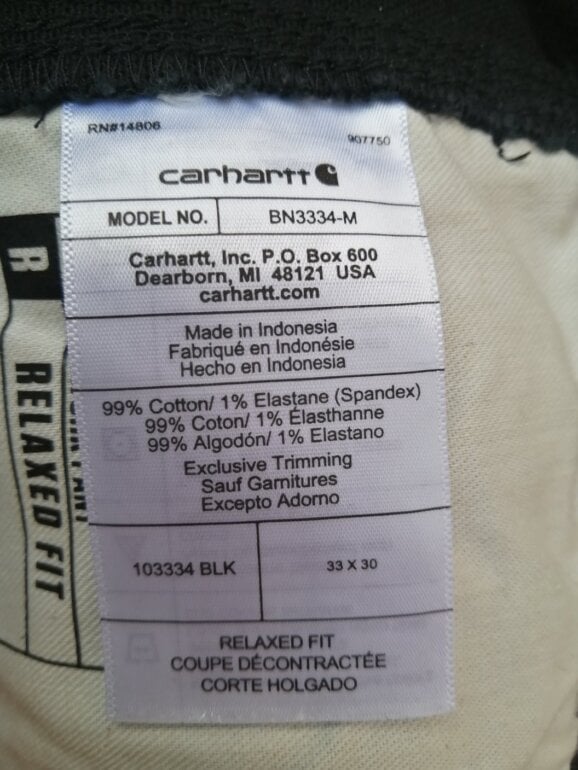 RN#14806
907750
carhartt
MODEL NO. BN3334-M
Carhartt, Inc. P.O. Box 600
Dearborn, MI 48121 USA
carhartt.com
Made in Indonesia
Fabriqué en Indonésie
Hecho en Indonesia
99% Cotton/ 1% Elastane (Spandex)
99% Coton/ 1% Élasthanne
99% Algodón/ 1% Elastano
Exclusive Trimming
Sauf Garnitures
Excepto Adorno
103334 BLK 33 X 30
RELAXED FIT
COUPE DÉCONTRACTÉE
CORTE HOLGADO
R
RELAXED FIT